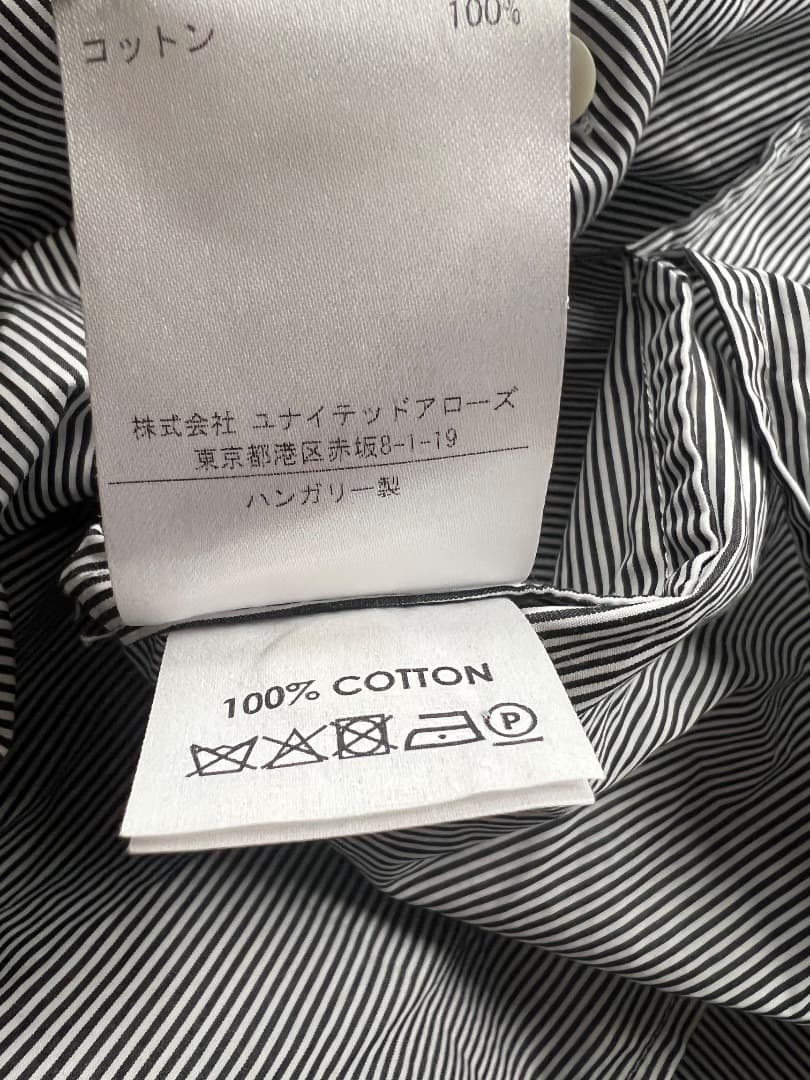 コットン 100%
株式会社 ユナイテッドアローズ
東京都港区赤坂8-1-19
ハンガリー製
100% COTTON
P